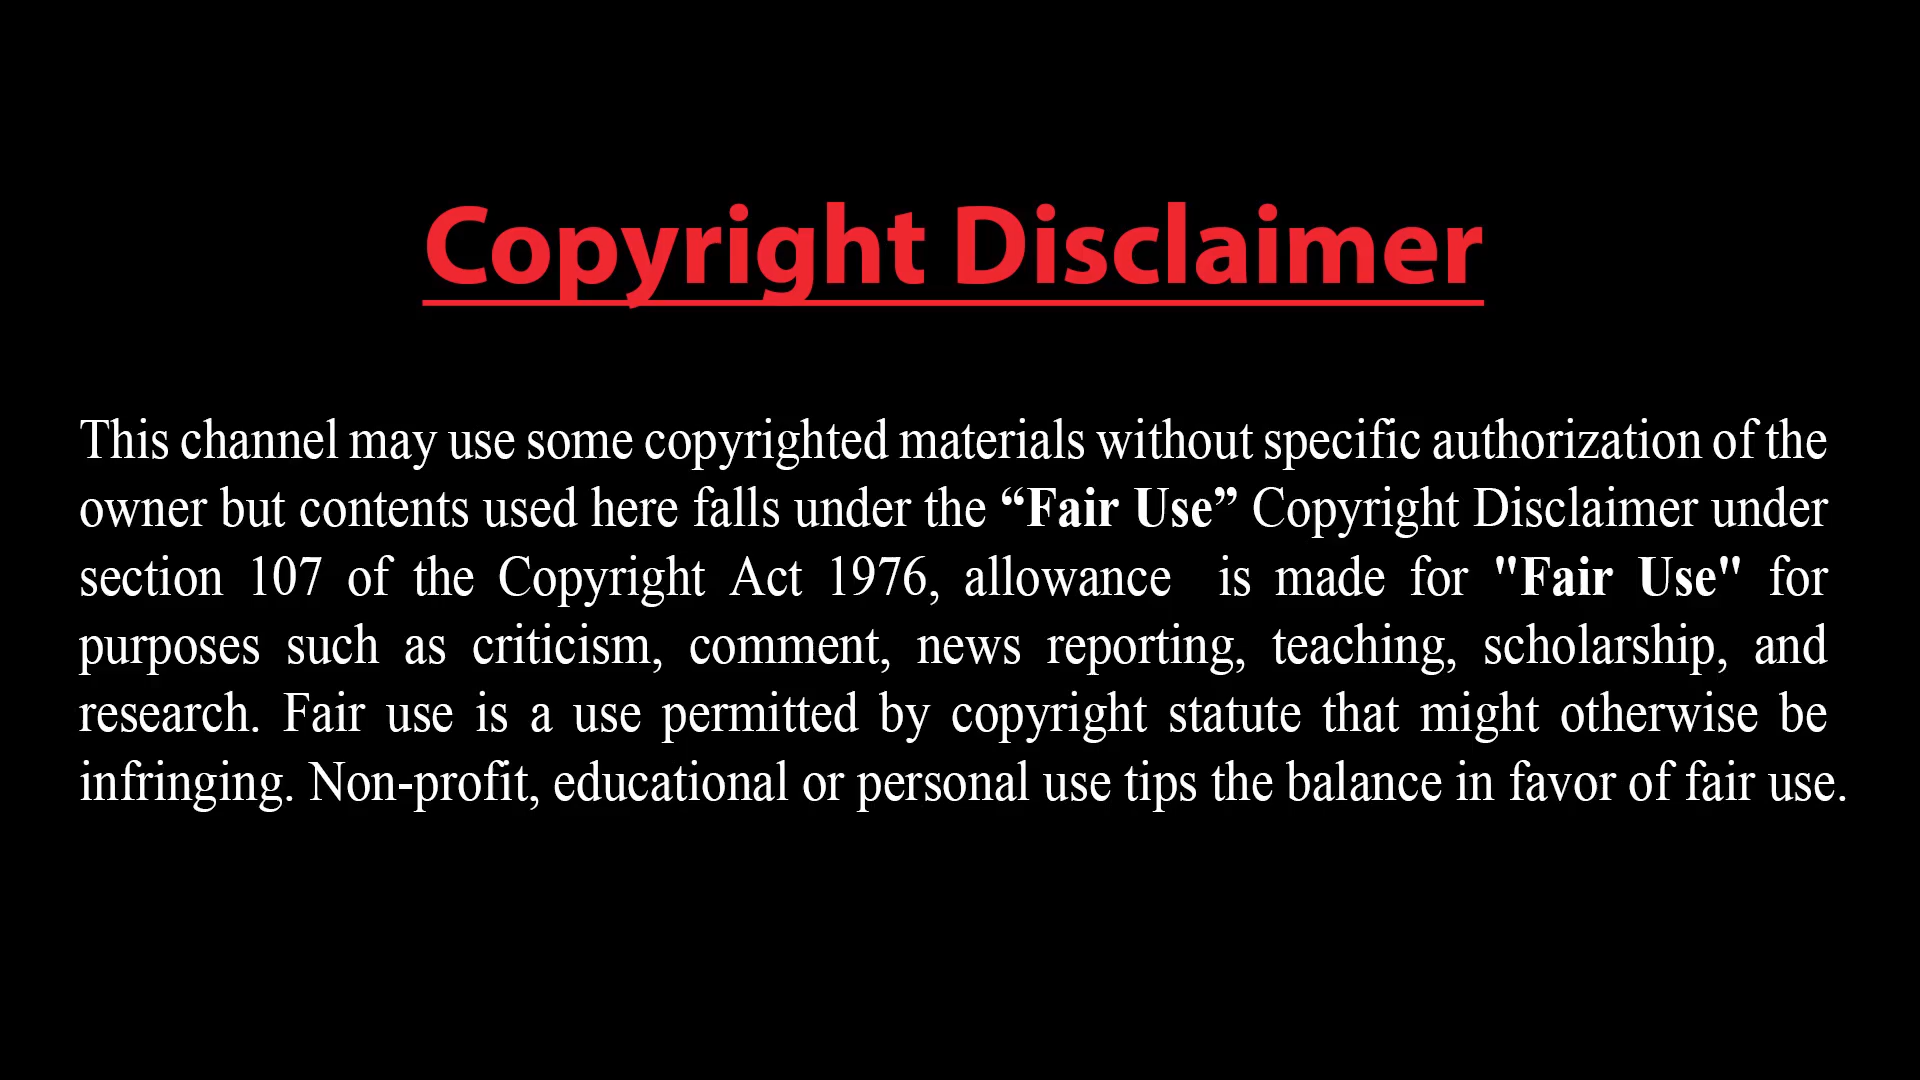 Copyright Disclaimer
This channel may use some copyrighted materials without specific authorization of the
owner but contents used here falls under the “Fair Use” Copyright Disclaimer under
section 107 of the Copyright Act 1976, allowance  is made for "Fair Use" for
purposes such as criticism, comment, news reporting, teaching, scholarship, and
research. Fair use is a use permitted by copyright statute that might otherwise be
infringing. Non-profit, educational or personal use tips the balance in favor of fair use.